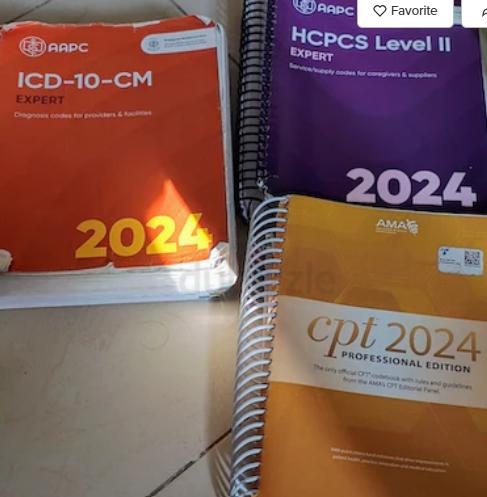 Favorite
AAPC
ICD-10-CM
EXPERT
Diagnosis codes for providers & facilities
2024
AAPC
HCPCS Level II
EXPERT
Service/supply codes for caregivers & suppliers
2024
AMA
cpt 2024
PROFESSIONAL EDITION
The only official CPT® codebook with rules and guidelines
from the AMA's CPT Editorial Panel.
dubizzle